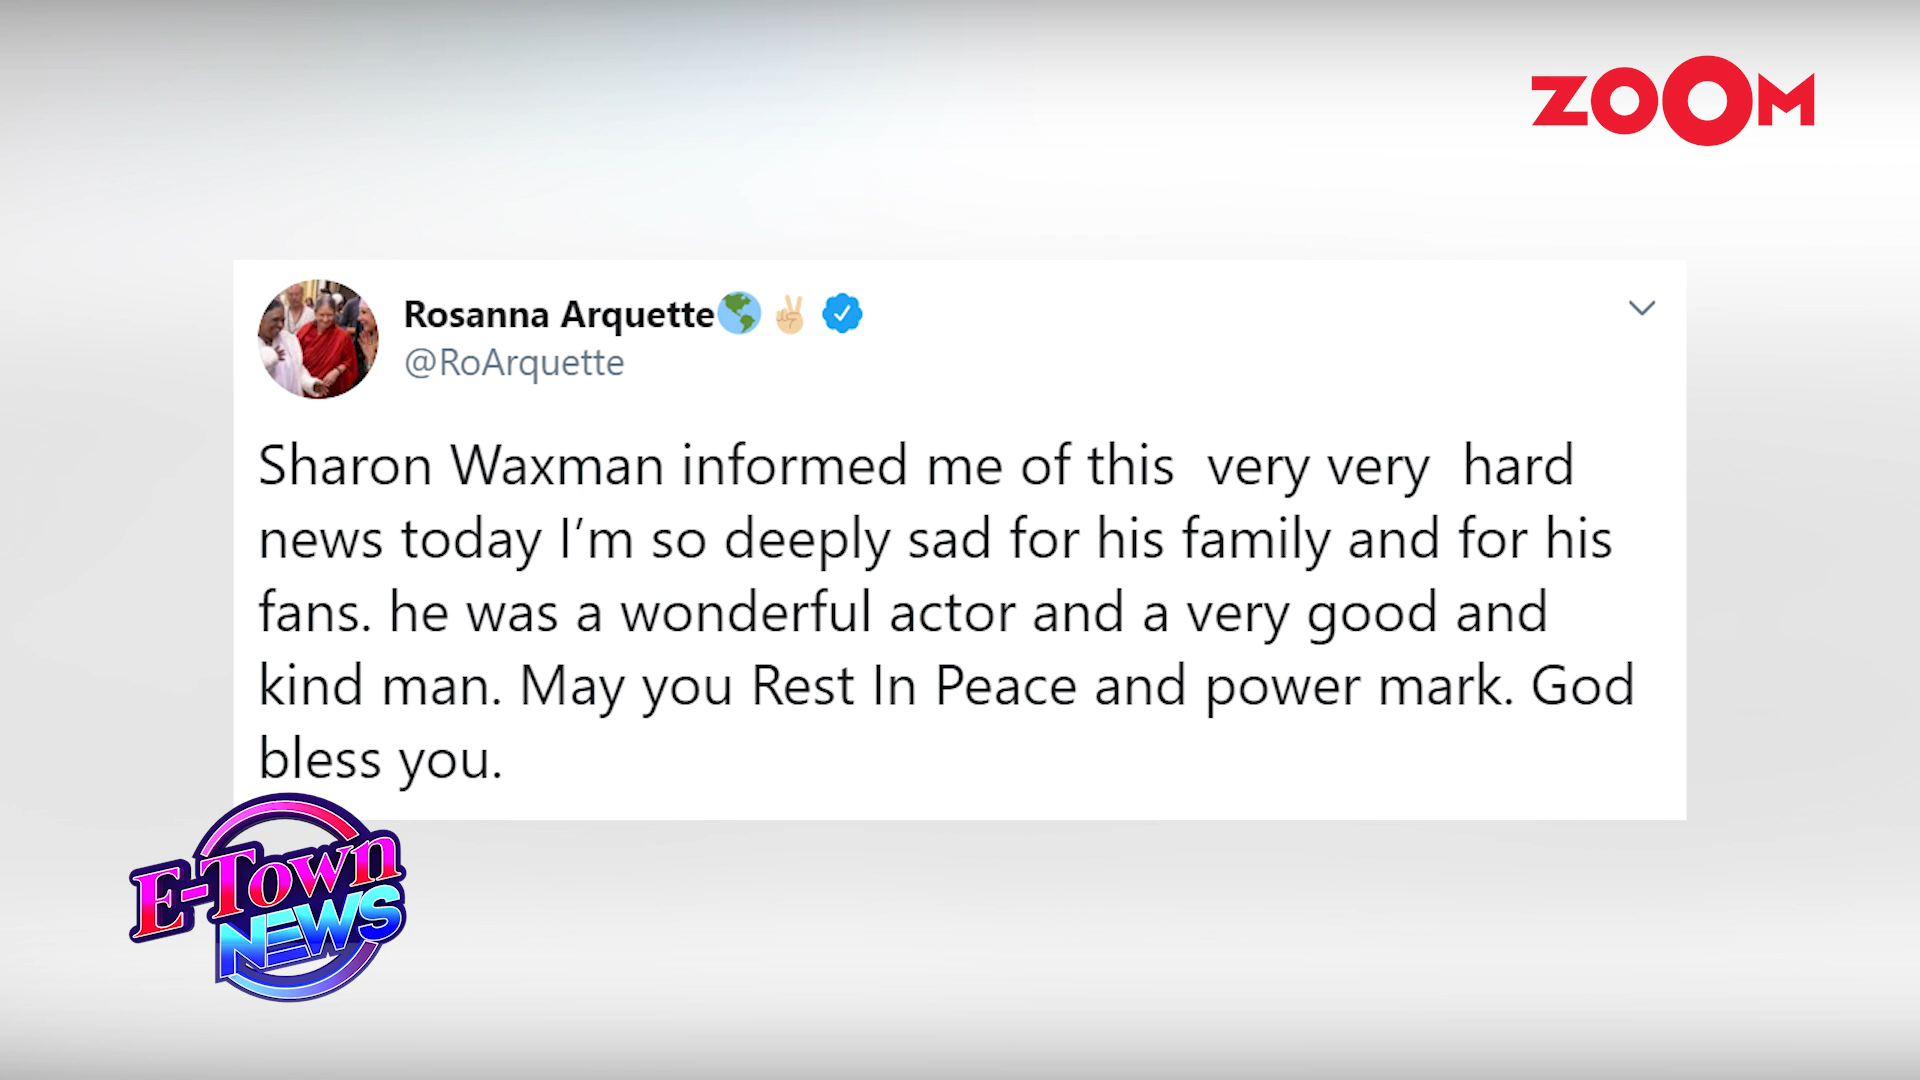 ZOOM
Rosanna Arquette🌎✌🏼
@RoArquette
Sharon Waxman informed me of this  very very  hard
news today I’m so deeply sad for his family and for his
fans. he was a wonderful actor and a very good and
kind man. May you Rest In Peace and power mark. God
bless you.
E-Town
NEWS